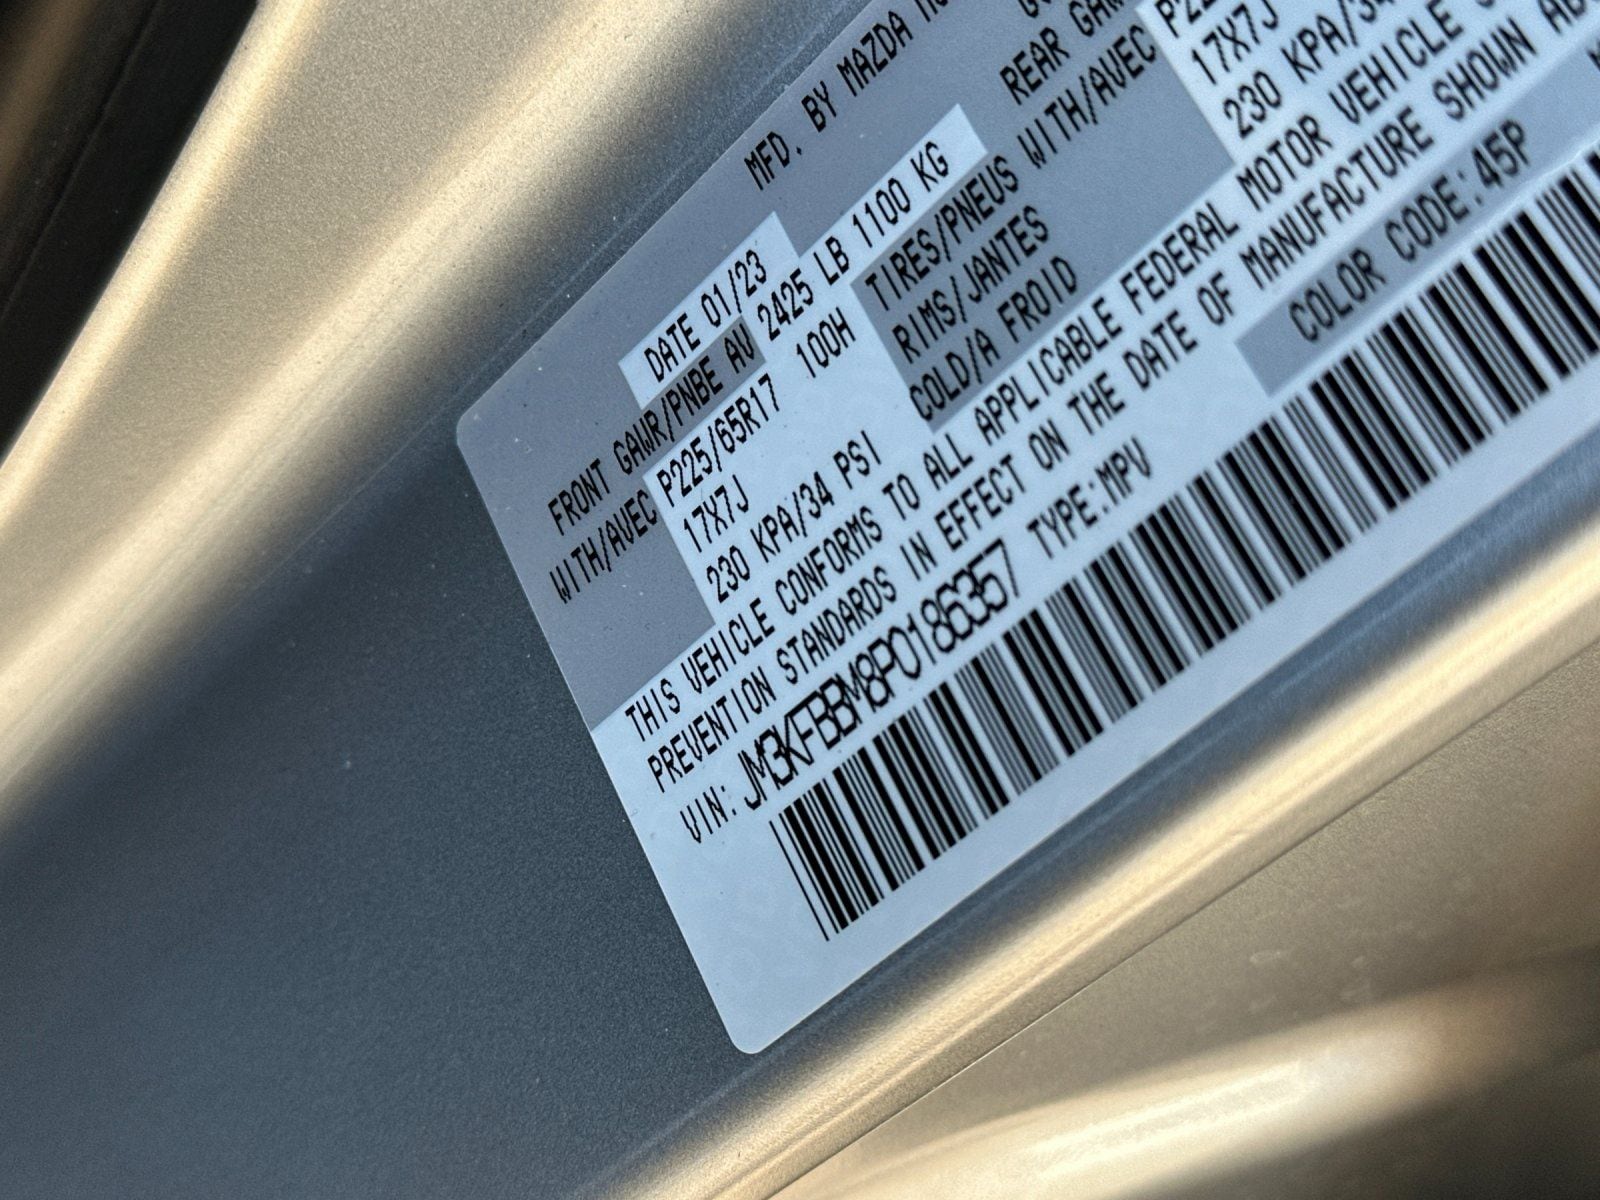 MFD. BY MAZDA
DATE 01/23
FRONT GAWR/PNBE AV 2425 LB 1100 KG
REAR
WITH/AVEC P225/65R17 100H TIRES/PNEUS WITH/AVEC
17X7J RIMS/JANTES 17X7J
230 KPA/34 PSI COLD/A FROID 230 KPA/34
THIS VEHICLE CONFORMS TO ALL APPLICABLE FEDERAL MOTOR VEHICLE
PREVENTION STANDARDS IN EFFECT ON THE DATE OF MANUFACTURE SHOWN
VIN: JM3KFBBM8P0186357 TYPE:MPV COLOR CODE:45P